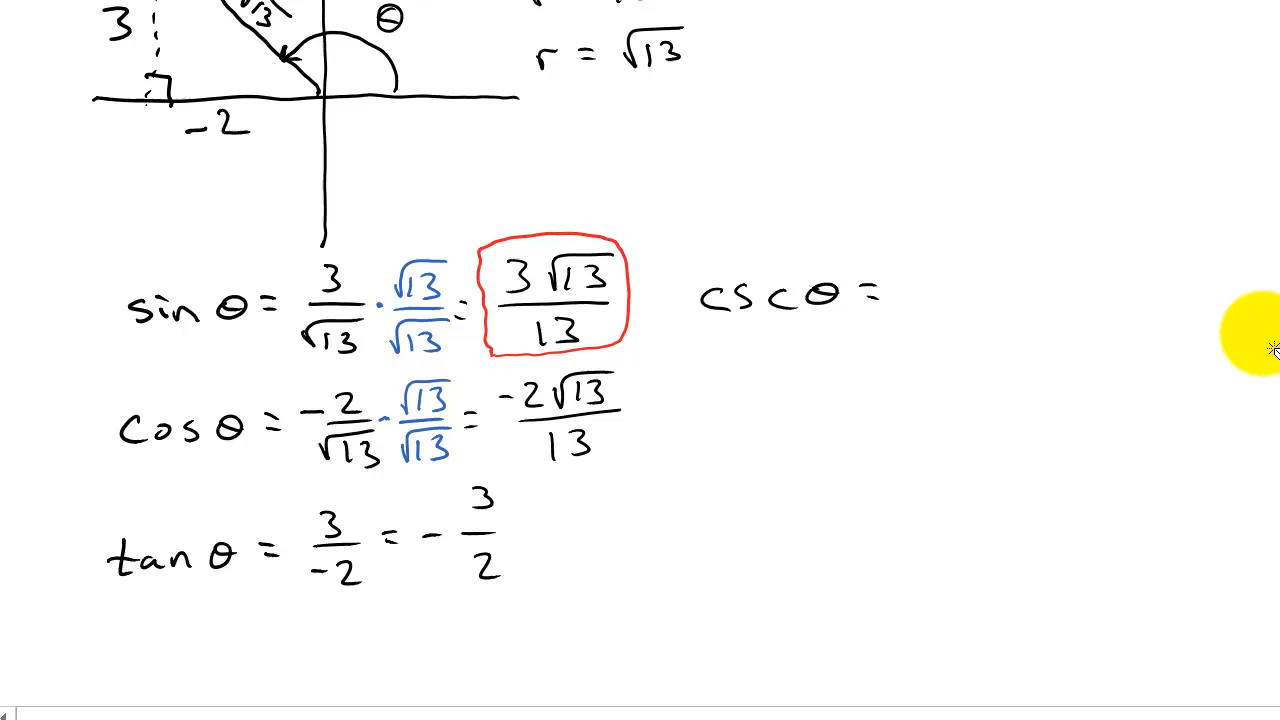 3
√13
θ
r = √13
-2
sin θ = 3/√13 · √13/√13 = 3√13/13
csc θ =
cos θ = -2/√13 · √13/√13 = -2√13/13
tan θ = 3/-2 = - 3/2